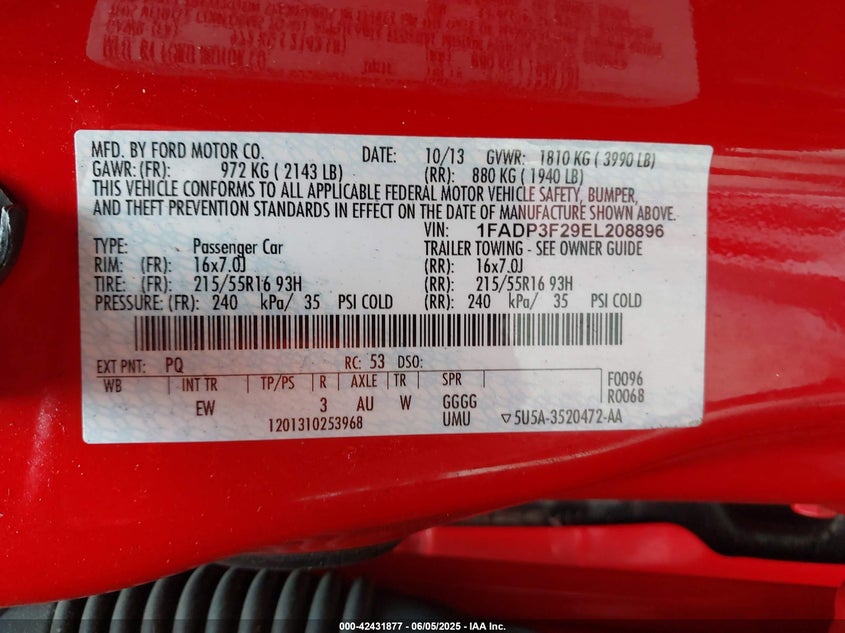 MFD. BY FORD MOTOR CO.
DATE: 10/13 GVWR: 1810 KG ( 3990 LB)
GAWR: (FR): 972 KG ( 2143 LB) (RR): 880 KG ( 1940 LB)
THIS VEHICLE CONFORMS TO ALL APPLICABLE FEDERAL MOTOR VEHICLE SAFETY, BUMPER,
AND THEFT PREVENTION STANDARDS IN EFFECT ON THE DATE OF MANUFACTURE SHOWN ABOVE.
VIN: 1FADP3F29EL208896
TYPE: Passenger Car TRAILER TOWING - SEE OWNER GUIDE
RIM: (FR): 16x7.0J (RR): 16x7.0J
TIRE: (FR): 215/55R16 93H (RR): 215/55R16 93H
PRESSURE: (FR): 240 kPa/ 35 PSI COLD (RR): 240 kPa/ 35 PSI COLD
EXT PNT: PQ RC: 53 DSO:
WB INT TR TP/PS R AXLE TR SPR F0096
EW 3 AU W GGGG R0068
1201310253968 UMU ▽5U5A-3520472-AA
000-42431877 - 06/05/2025 - IAA Inc.